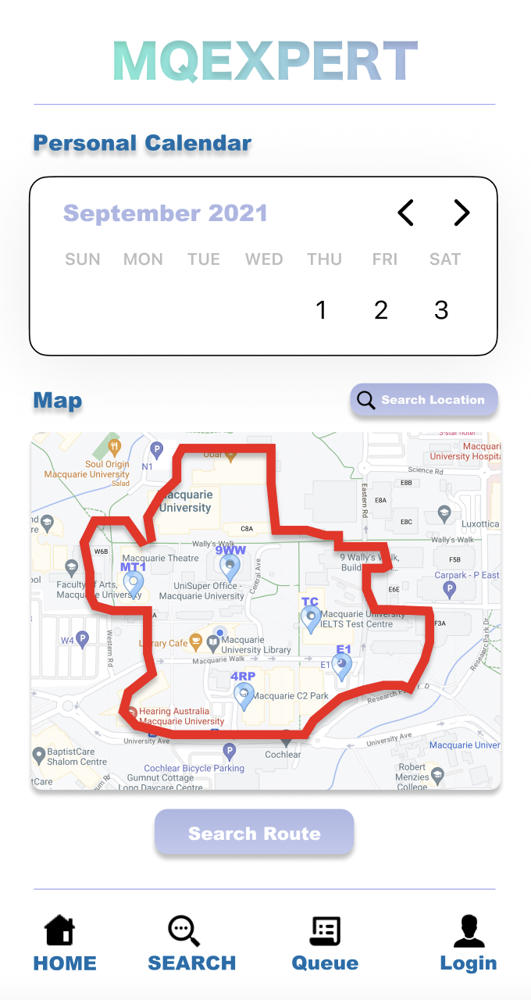 MQEXPERT
Personal Calendar
September 2021
SUN MON TUE WED THU FRI SAT
1 2 3
Map
Search Location
3-star hotel
Soul Origin
Macquarie University
Salad
N1
Ubar
Macquarie
University Hospital
Science Rd
E8B
E8A
E8C
Eastern Rd
Macquarie
University
C8A
Luxottica
Wally's Walk
Wally's Walk
W6B
9WW
Macquarie Theatre
MT1
9 Wally's Walk,
F5B
Faculty of Arts,
Macquarie University
UniSuper Office -
Macquarie University
Central Ave
E6E
Carpark - P East
TC
Macquarie University
IELTS Test Centre
F3A
W4
Western Rd
Library Cafe
Macquarie
University Library
Macquarie Walk
E1
E1
4RP
Macquarie C2 Park
Research Park Dr
Hearing Australia
Macquarie University
University Ave
University Ave
Cochlear
Macquarie Univer
BaptistCare
Shalom Centre
Cochlear Bicycle Parking
Gumnut Cottage
Long Daycare Centre
Robert
Menzies
College
Search Route
HOME SEARCH Queue Login